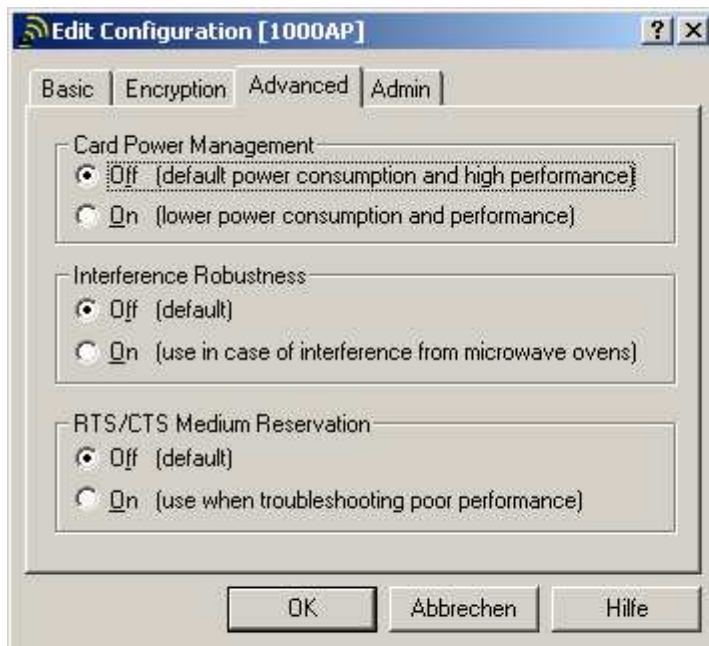 Edit Configuration [1000AP]
Basic Encryption Advanced Admin
Card Power Management
Off (default power consumption and high performance)
On (lower power consumption and performance)
Interference Robustness
Off (default)
On (use in case of interference from microwave ovens)
RTS/CTS Medium Reservation
Off (default)
On (use when troubleshooting poor performance)
OK Abbrechen Hilfe